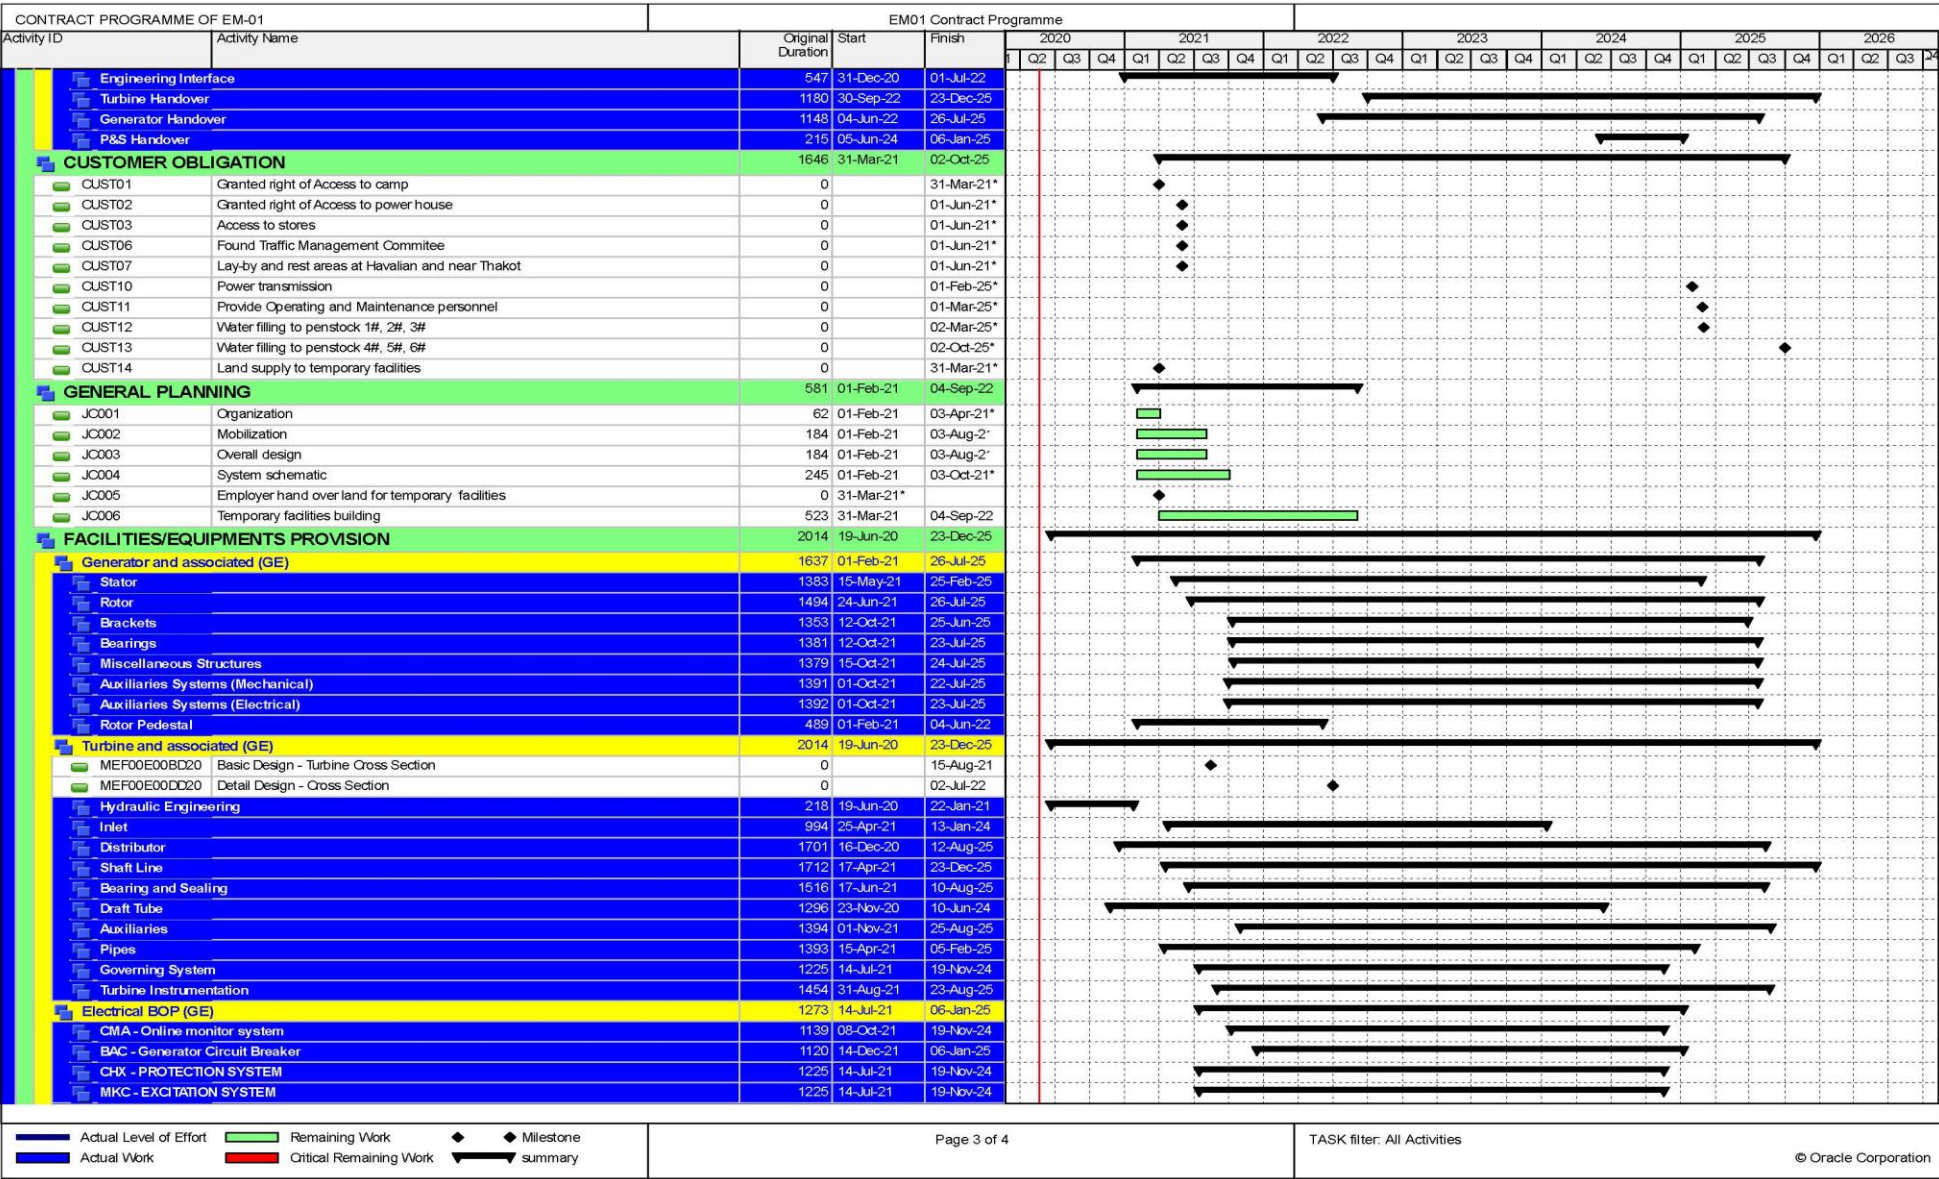 CONTRACT PROGRAMME OF EM-01 EM01 Contract Programme
Activity ID Activity Name Original Duration Start Finish 2020 2021 2022 2023 2024 2025 2026
Q2 Q3 Q4 Q1 Q2 Q3 Q4 Q1 Q2 Q3 Q4 Q1 Q2 Q3 Q4 Q1 Q2 Q3 Q4 Q1 Q2 Q3 Q4 Q1 Q2 Q3
Engineering Interface 547 31-Dec-20 01-Jul-22
Turbine Handover 1180 30-Sep-22 23-Dec-25
Generator Handover 1148 04-Jun-22 26-Jul-25
P&S Handover 215 05-Jun-24 06-Jan-25
CUSTOMER OBLIGATION 1646 31-Mar-21 02-Oct-25
CUST01 Granted right of Access to camp 0 31-Mar-21*
CUST02 Granted right of Access to power house 0 01-Jun-21*
CUST03 Access to stores 0 01-Jun-21*
CUST06 Found Traffic Management Commitee 0 01-Jun-21*
CUST07 Lay-by and rest areas at Havalian and near Thakot 0 01-Jun-21*
CUST10 Power transmission 0 01-Feb-25*
CUST11 Provide Operating and Maintenance personnel 0 01-Mar-25*
CUST12 Water filling to penstock 1#, 2#, 3# 0 02-Mar-25*
CUST13 Water filling to penstock 4#, 5#, 6# 0 02-Oct-25*
CUST14 Land supply to temporary facilities 0 31-Mar-21*
GENERAL PLANNING 581 01-Feb-21 04-Sep-22
JC001 Organization 62 01-Feb-21 03-Apr-21*
JC002 Mobilization 184 01-Feb-21 03-Aug-2
JC003 Overall design 184 01-Feb-21 03-Aug-2
JC004 System schematic 245 01-Feb-21 03-Oct-21*
JC005 Employer hand over land for temporary facilities 0 31-Mar-21*
JC006 Temporary facilities building 523 31-Mar-21 04-Sep-22
FACILITIES/EQUIPMENTS PROVISION 2014 19-Jun-20 23-Dec-25
Generator and associated (GE) 1637 01-Feb-21 26-Jul-25
Stator 1383 15-May-21 25-Feb-25
Rotor 1494 24-Jun-21 26-Jul-25
Brackets 1353 12-Oct-21 25-Jun-25
Bearings 1381 12-Oct-21 23-Jul-25
Miscellaneous Structures 1379 15-Oct-21 24-Jul-25
Auxiliaries Systems (Mechanical) 1391 01-Oct-21 22-Jul-25
Auxiliaries Systems (Electrical) 1392 01-Oct-21 23-Jul-25
Rotor Pedestal 489 01-Feb-21 04-Jun-22
Turbine and associated (GE) 2014 19-Jun-20 23-Dec-25
MEF00E00BD20 Basic Design - Turbine Cross Section 0 15-Aug-21
MEF00E00DD20 Detail Design - Cross Section 0 02-Jul-22
Hydraulic Engineering 218 19-Jun-20 22-Jan-21
Inlet 994 25-Apr-21 13-Jan-24
Distributor 1701 16-Dec-20 12-Aug-25
Shaft Line 1712 17-Apr-21 23-Dec-25
Bearing and Sealing 1516 17-Jun-21 10-Aug-25
Draft Tube 1296 23-Nov-20 10-Jun-24
Auxiliaries 1394 01-Nov-21 25-Aug-25
Pipes 1393 15-Apr-21 05-Feb-25
Governing System 1225 14-Jul-21 19-Nov-24
Turbine Instrumentation 1454 31-Aug-21 23-Aug-25
Electrical BOP (GE) 1273 14-Jul-21 06-Jan-25
CMA - Online monitor system 1139 08-Oct-21 19-Nov-24
BAC - Generator Circuit Breaker 1120 14-Dec-21 06-Jan-25
CHX - PROTECTION SYSTEM 1225 14-Jul-21 19-Nov-24
MKC - EXCITATION SYSTEM 1225 14-Jul-21 19-Nov-24
Actual Level of Effort Remaining Work Milestone Page 3 of 4 TASK filter: All Activities
Actual Work Critical Remaining Work summary © Oracle Corporation